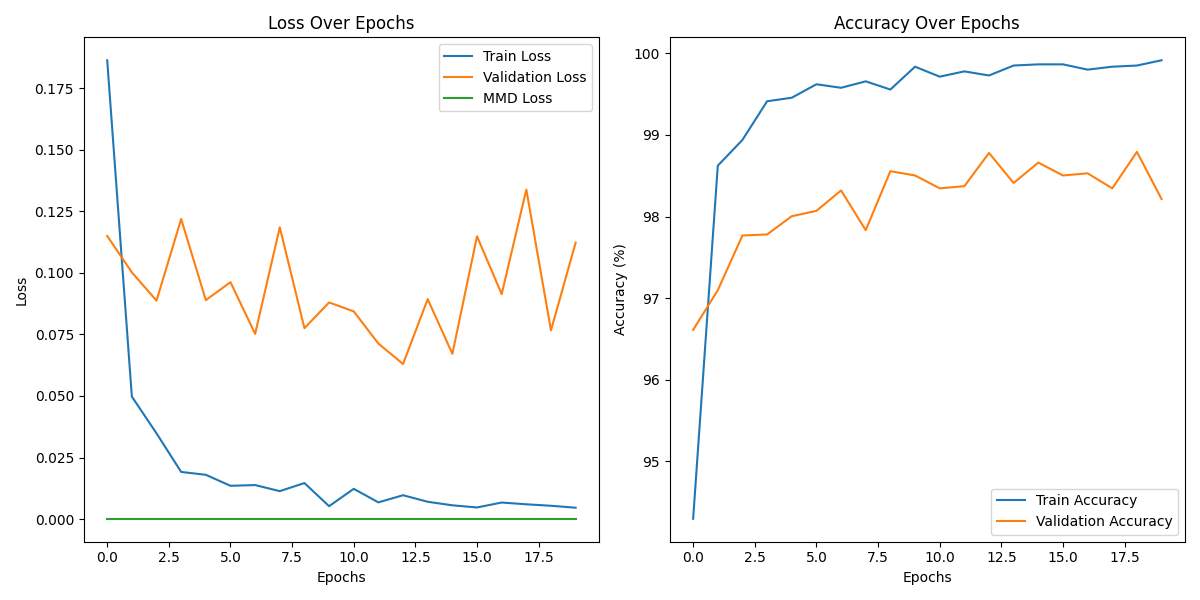 Loss Over Epochs
Train Loss
Validation Loss
MMD Loss
0.175
0.150
0.125
0.100
0.075
0.050
0.025
0.000
Loss
0.0 2.5 5.0 7.5 10.0 12.5 15.0 17.5
Epochs
Accuracy Over Epochs
100
99
98
97
96
95
Accuracy (%)
Train Accuracy
Validation Accuracy
0.0 2.5 5.0 7.5 10.0 12.5 15.0 17.5
Epochs